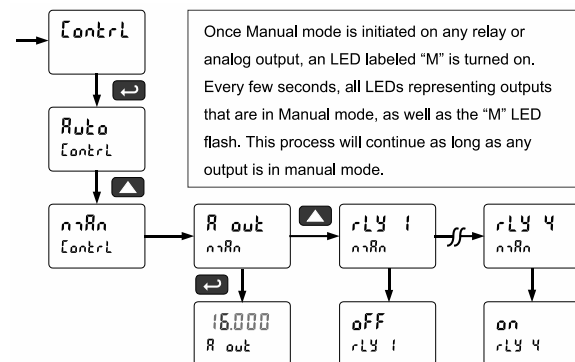 Contrl
Once Manual mode is initiated on any relay or
analog output, an LED labeled “M” is turned on.
Every few seconds, all LEDs representing outputs
that are in Manual mode, as well as the “M” LED
flash. This process will continue as long as any
output is in manual mode.
Auto
Contrl
mAn
Contrl
A out
mAn
rLY 1
mAn
rLY 4
mAn
16.000
A out
oFF
rLY 1
on
rLY 4